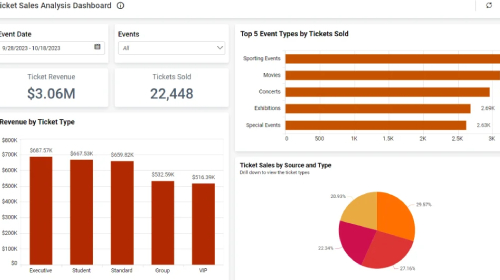 icket Sales Analysis Dashboard
Event Date
9/28/2023 - 10/18/2023
Events
All
Ticket Revenue
$3.06M
Tickets Sold
22,448
Revenue by Ticket Type
$800K
$700K
$600K
$500K
$400K
$300K
$200K
$100K
$0
$687.57K
$667.53K
$659.82K
$532.59K
$516.39K
Executive
Student
Standard
Group
VIP
Top 5 Event Types by Tickets Sold
Sporting Events
Movies
Concerts
Exhibitions
Special Events
2.69K
2.63K
0
500
1K
1.5K
2K
2.5K
3K
Ticket Sales by Source and Type
Drill down to view the ticket types
20.93%
22.34%
27.16%